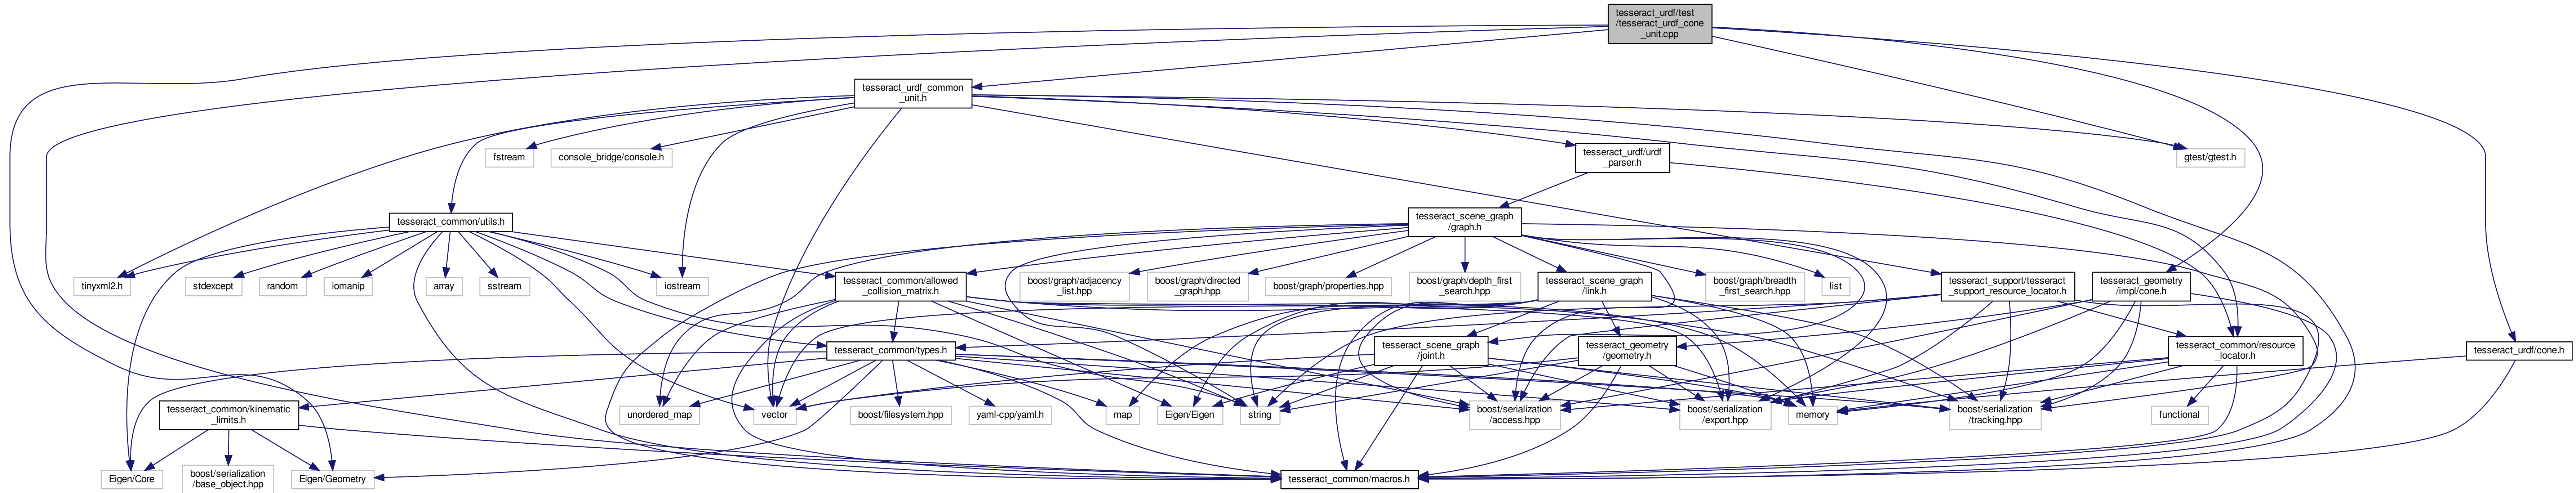 tesseract_urdf/test
/tesseract_urdf_cone
_unit.cpp
tesseract_urdf_common
_unit.h
fstream
console_bridge/console.h
tesseract_urdf/urdf
_parser.h
gtest/gtest.h
tesseract_common/utils.h
tesseract_scene_graph
/graph.h
tinyxml2.h
stdexcept
random
iomanip
array
sstream
iostream
tesseract_common/allowed
_collision_matrix.h
boost/graph/adjacency
_list.hpp
boost/graph/directed
_graph.hpp
boost/graph/properties.hpp
boost/graph/depth_first
_search.hpp
tesseract_scene_graph
/link.h
boost/graph/breadth
_first_search.hpp
list
tesseract_support/tesseract
_support_resource_locator.h
tesseract_geometry
/impl/cone.h
tesseract_common/types.h
tesseract_scene_graph
/joint.h
tesseract_geometry
/geometry.h
tesseract_common/resource
_locator.h
tesseract_urdf/cone.h
tesseract_common/kinematic
_limits.h
unordered_map
vector
boost/filesystem.hpp
yaml-cpp/yaml.h
map
Eigen/Eigen
string
boost/serialization
/access.hpp
boost/serialization
/export.hpp
memory
boost/serialization
/tracking.hpp
functional
Eigen/Core
boost/serialization
/base_object.hpp
Eigen/Geometry
tesseract_common/macros.h